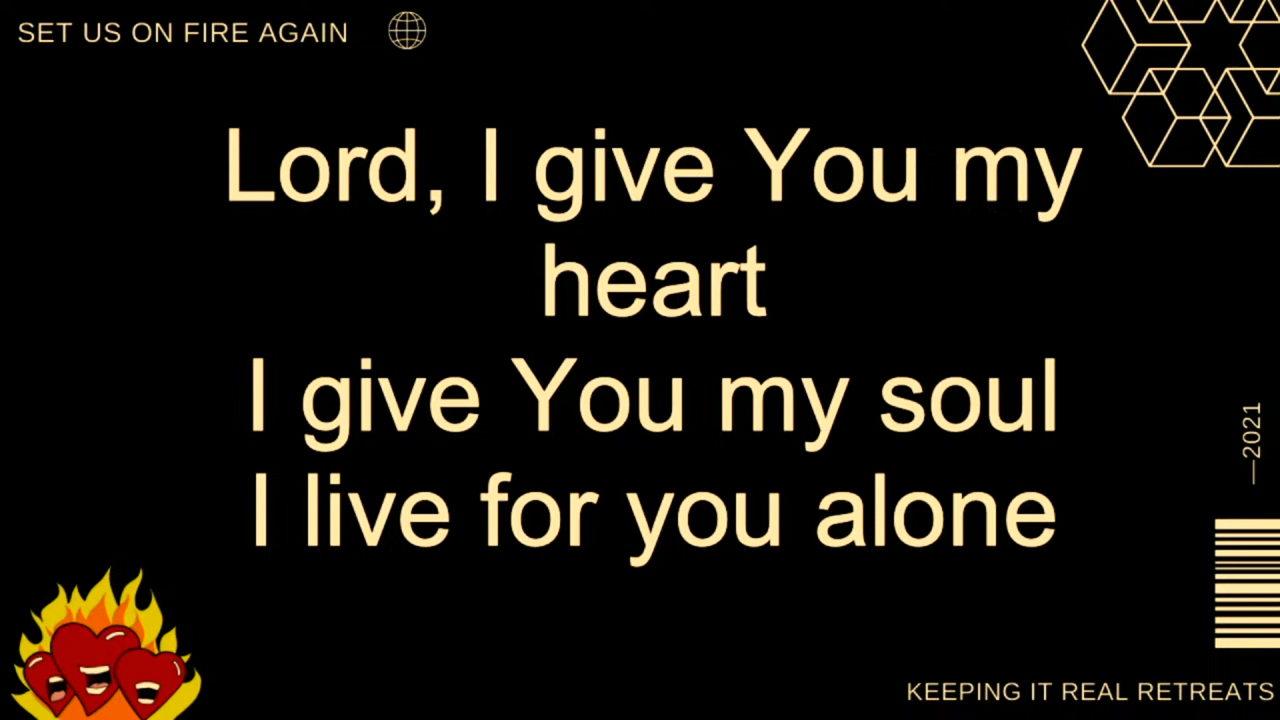 SET US ON FIRE AGAIN
Lord, I give You my
heart
I give You my soul
I live for you alone
—2021
KEEPING IT REAL RETREATS